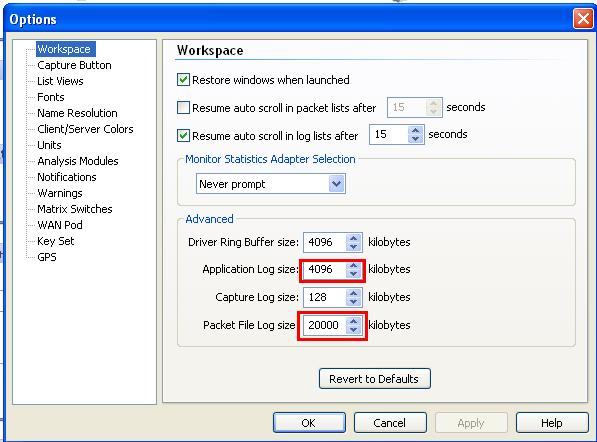 Options
Workspace
Capture Button
List Views
Fonts
Name Resolution
Client/Server Colors
Units
Analysis Modules
Notifications
Warnings
Matrix Switches
WAN Pod
Key Set
GPS
Workspace
Restore windows when launched
Resume auto scroll in packet lists after 15 seconds
Resume auto scroll in log lists after 15 seconds
Monitor Statistics Adapter Selection
Never prompt
Advanced
Driver Ring Buffer size: 4096 kilobytes
Application Log size: 4096 kilobytes
Capture Log size: 128 kilobytes
Packet File Log size 20000 kilobytes
Revert to Defaults
OK Cancel Apply Help